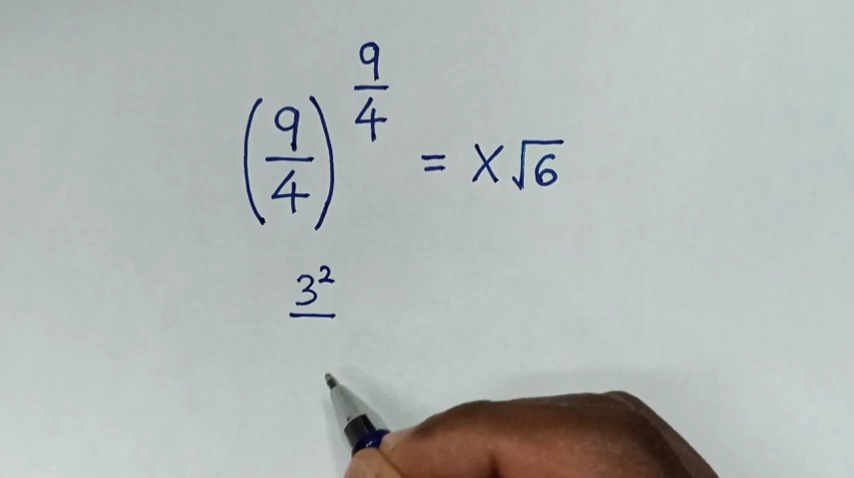 (9/4)^(9/4) = X√6
3²